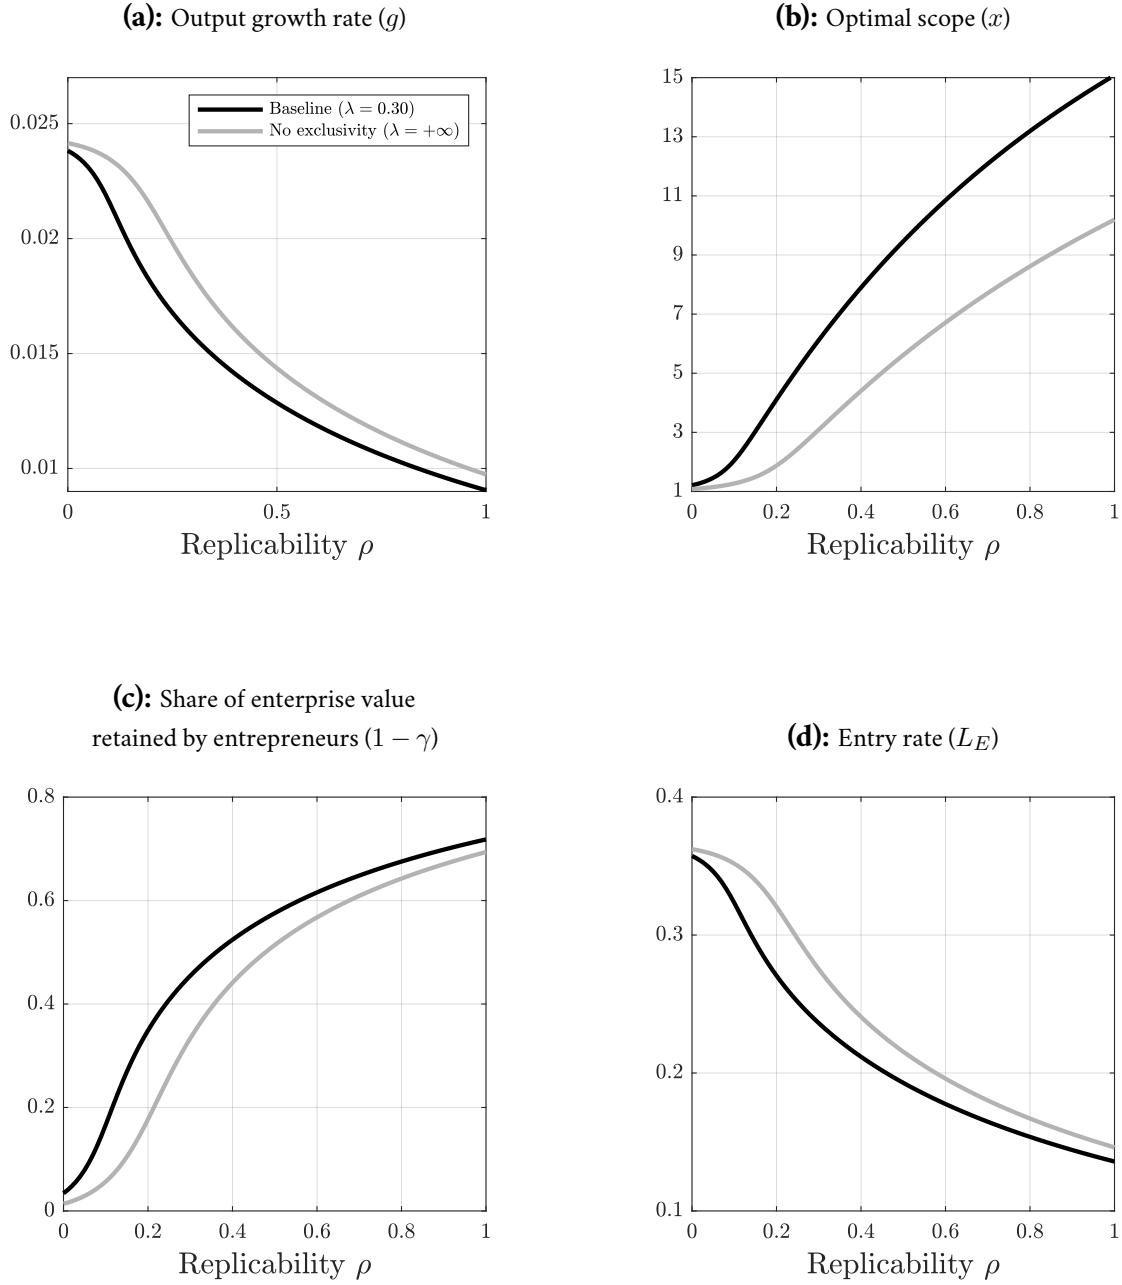 (a): Output growth rate (g)
0.025
0.02
0.015
0.01
0 0.5 1
Baseline (λ = 0.30)
No exclusivity (λ = +∞)
Replicability ρ
(b): Optimal scope (x)
15
13
11
9
7
5
3
1
0 0.2 0.4 0.6 0.8 1
Replicability ρ
(c): Share of enterprise value
retained by entrepreneurs (1 − γ)
0.8
0.6
0.4
0.2
0
0 0.2 0.4 0.6 0.8 1
Replicability ρ
(d): Entry rate (L_E)
0.4
0.3
0.2
0.1
0 0.2 0.4 0.6 0.8 1
Replicability ρ